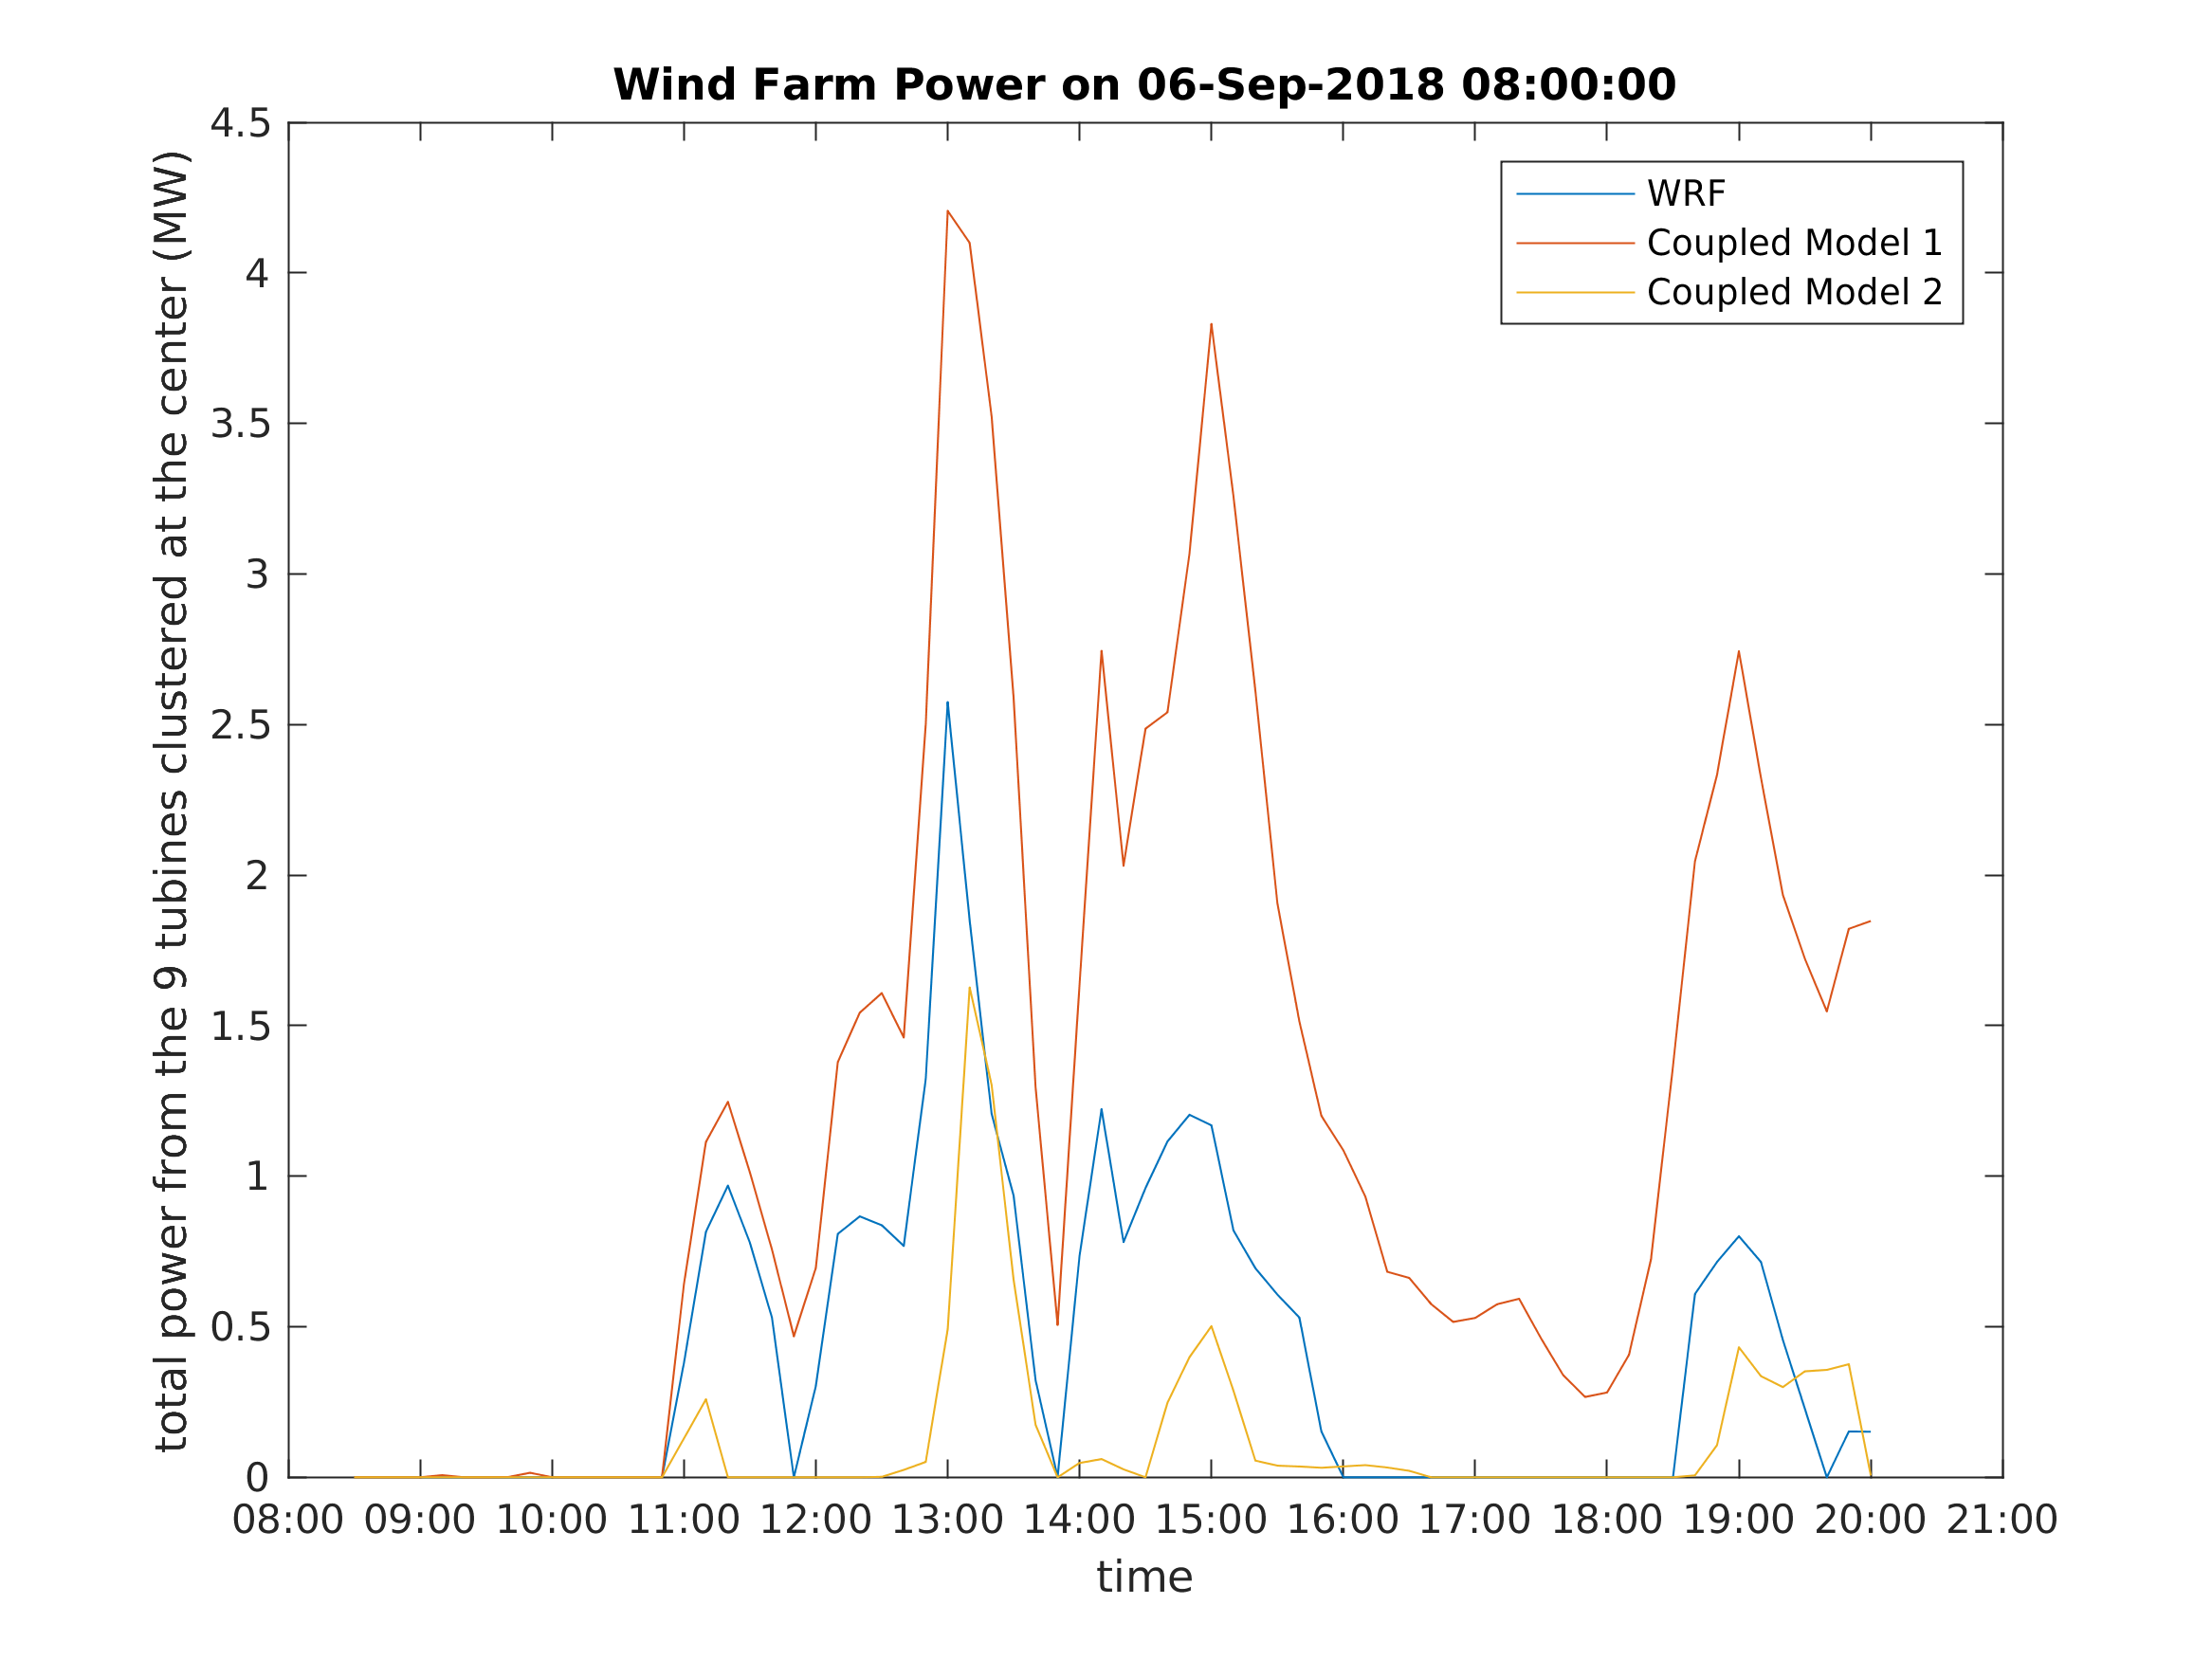 Wind Farm Power on 06-Sep-2018 08:00:00
total power from the 9 tubines clustered at the center (MW)
4.5
4
3.5
3
2.5
2
1.5
1
0.5
0
WRF
Coupled Model 1
Coupled Model 2
08:00 09:00 10:00 11:00 12:00 13:00 14:00 15:00 16:00 17:00 18:00 19:00 20:00 21:00
time